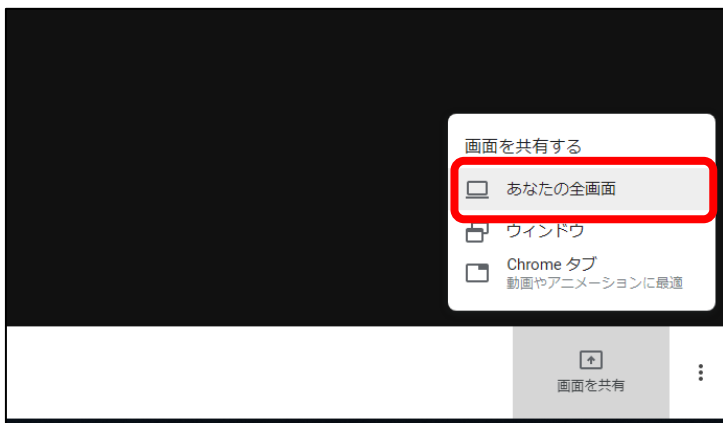 画面を共有する
あなたの全画面
ウィンドウ
Chrome タブ
動画やアニメーションに最適
画面を共有